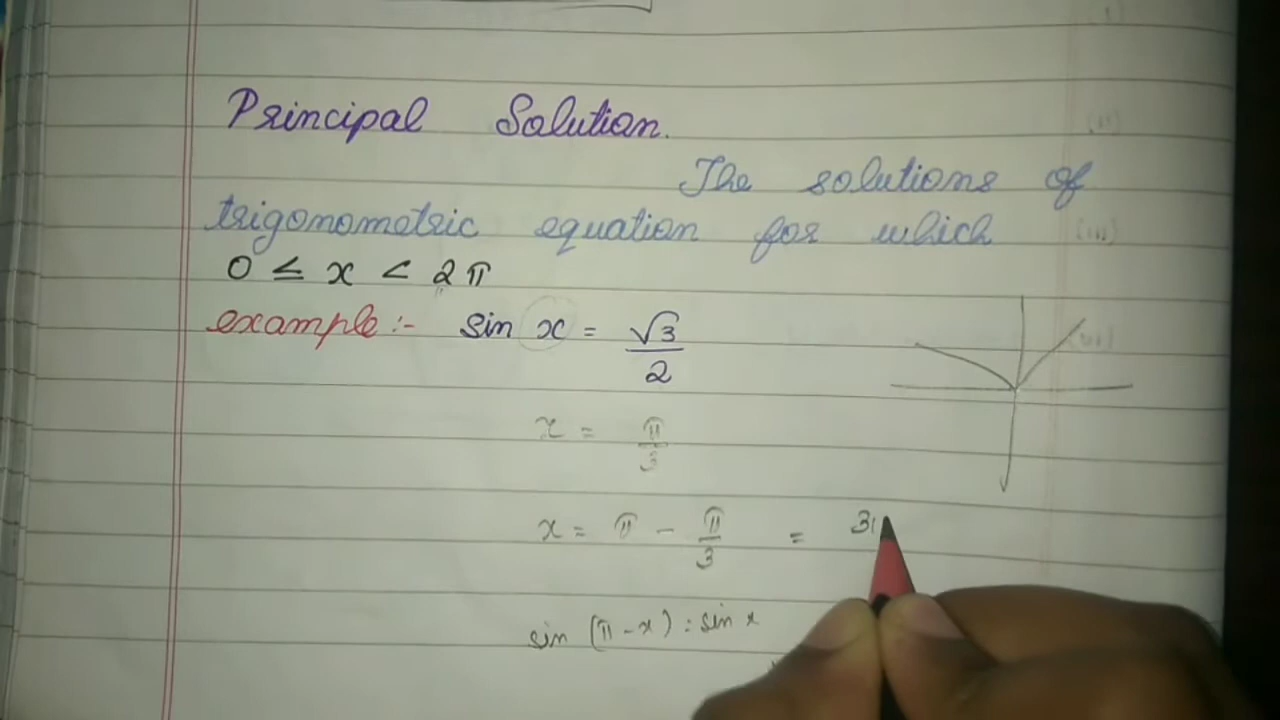 Principal Solution.
The solutions of
trigonometric equation for which
0 ≤ x < 2π
example:- sin x = √3/2
x = π/3
x = π - π/3 = 3
sin (π-x) = sin x